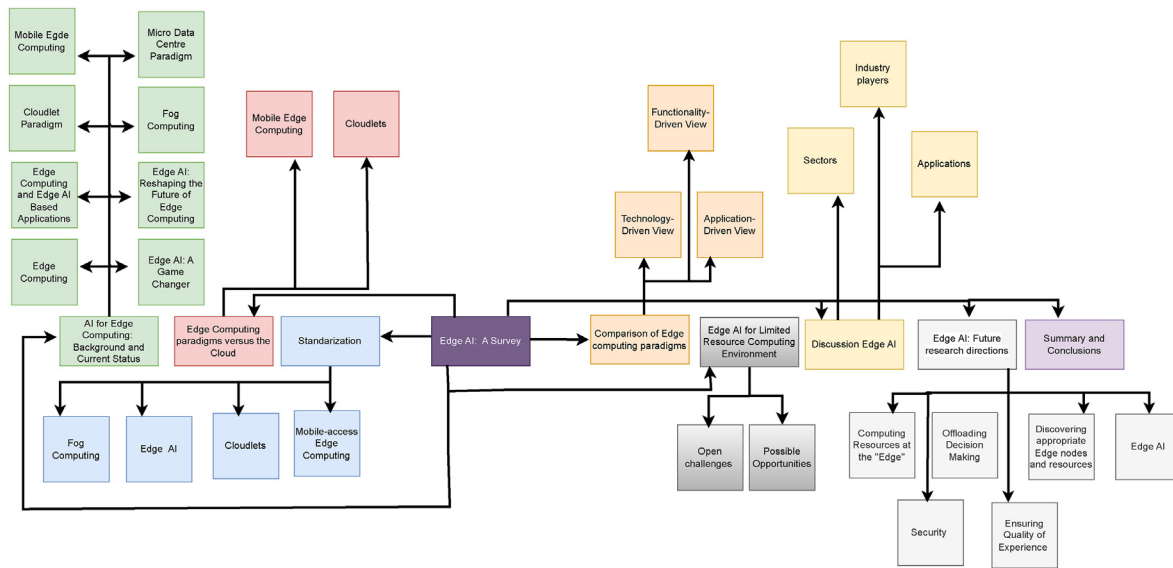 Mobile Egde
Computing
Micro Data
Centre
Paradigm
Cloudlet
Paradigm
Fog
Computing
Edge
Computing
and Edge AI
Based
Applications
Edge AI:
Reshaping the
Future of
Edge
Computing
Edge
Computing
Edge AI: A
Game
Changer
Mobile Edge
Computing
Cloudlets
Functionality-
Driven View
Technology-
Driven View
Application-
Driven View
Industry
players
Sectors
Applications
AI for Edge
Computing:
Background and
Current Status
Edge Computing
paradigms versus the
Cloud
Standarization
Edge AI: A Survey
Comparison of Edge
computing paradigms
Edge AI for Limited
Resource Computing
Environment
Discussion Edge AI
Edge AI: Future
research directions
Summary and
Conclusions
Fog
Computing
Edge AI
Cloudlets
Mobile-access
Edge
Computing
Open
challenges
Possible
Opportunities
Computing
Resources at
the "Edge"
Offloading
Decision
Making
Discovering
appropriate
Edge nodes
and resources
Edge AI
Security
Ensuring
Quality of
Experience